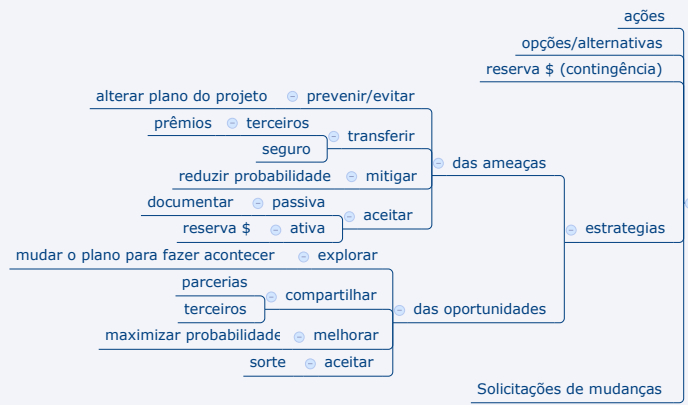 ações
opções/alternativas
reserva $ (contingência)
alterar plano do projeto prevenir/evitar
prêmios terceiros
transferir
seguro
das ameaças
reduzir probabilidade mitigar
documentar passiva
aceitar
reserva $ ativa
estrategias
mudar o plano para fazer acontecer explorar
parcerias
compartilhar
terceiros
das oportunidades
maximizar probabilidade melhorar
sorte aceitar
Solicitações de mudanças